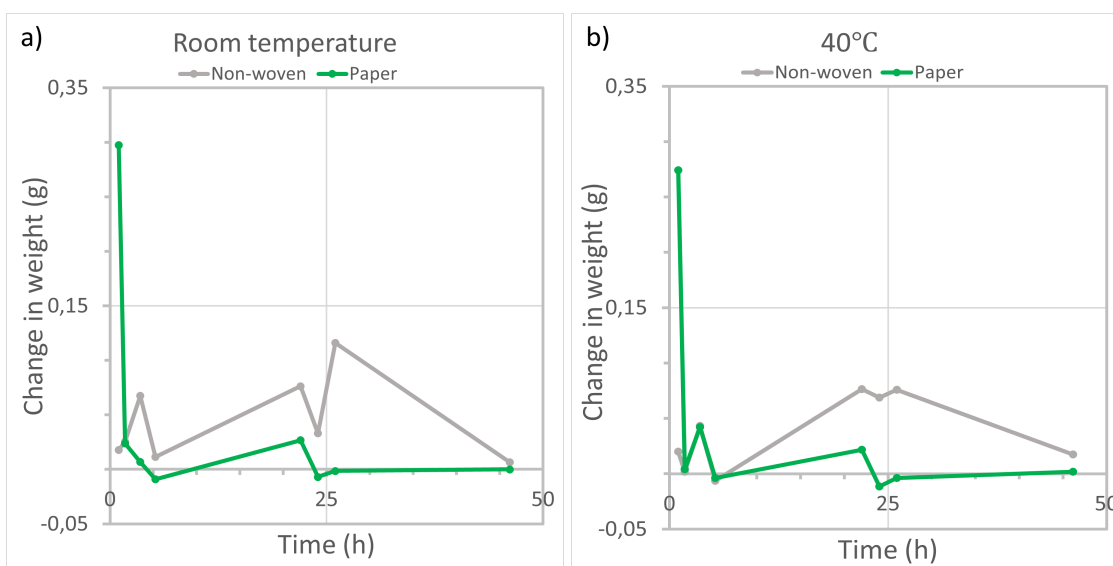 a)
Room temperature
Non-woven Paper
0,35
0,15
-0,05
0 25 50
Change in weight (g)
Time (h)
b)
40℃
Non-woven Paper
0,35
0,15
-0,05
0 25 50
Change in weight (g)
Time (h)